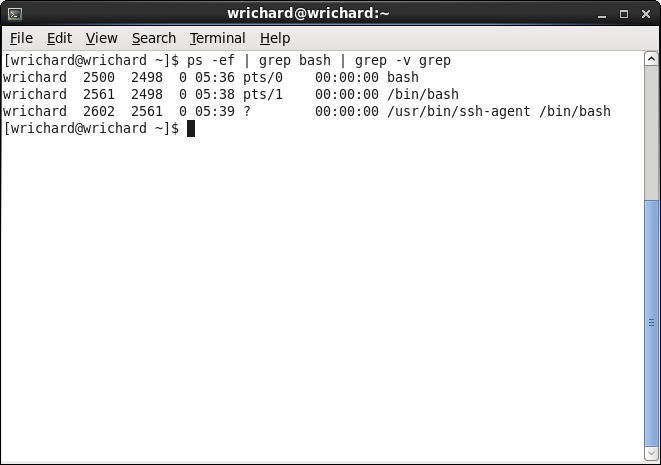 wrichard@wrichard:~
File Edit View Search Terminal Help
[wrichard@wrichard ~]$ ps -ef | grep bash | grep -v grep
wrichard  2500  2498  0 05:36 pts/0    00:00:00 bash
wrichard  2561  2498  0 05:38 pts/1    00:00:00 /bin/bash
wrichard  2602  2561  0 05:39 ?        00:00:00 /usr/bin/ssh-agent /bin/bash
[wrichard@wrichard ~]$